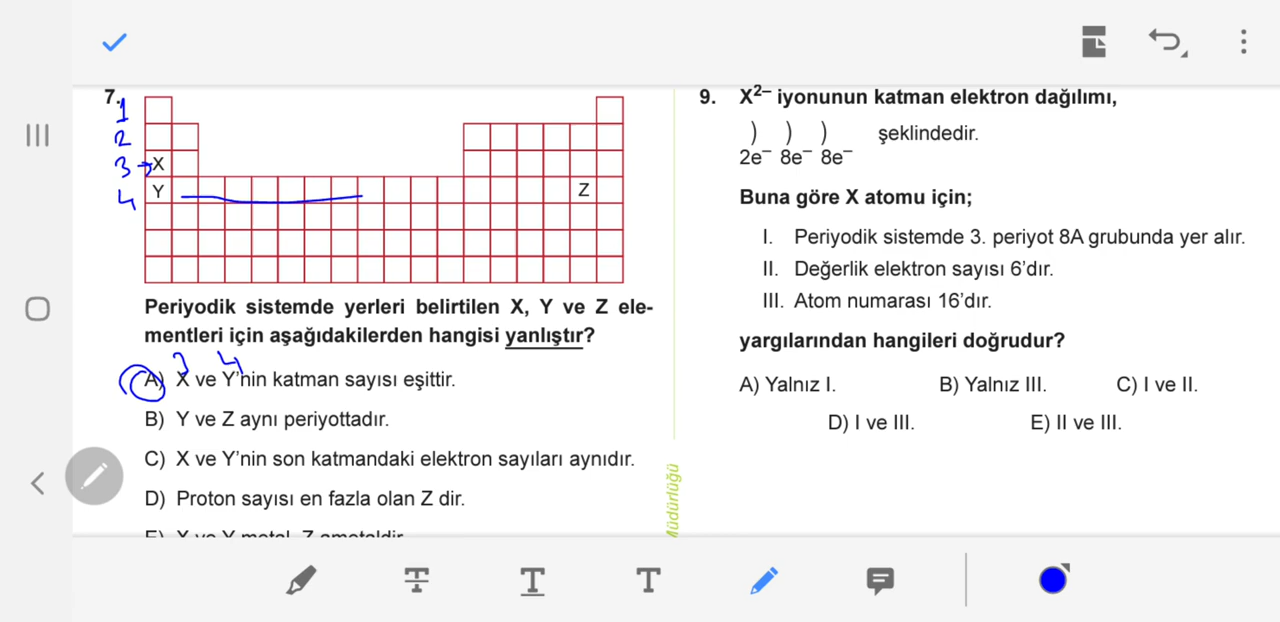 7.
1
2
3 → X
4 Y Z
Periyodik sistemde yerleri belirtilen X, Y ve Z ele-
mentleri için aşağıdakilerden hangisi yanlıştır?
3 4
A) X ve Y'nin katman sayısı eşittir.
B) Y ve Z aynı periyottadır.
C) X ve Y'nin son katmandaki elektron sayıları aynıdır.
D) Proton sayısı en fazla olan Z dir.
E) X ve Y metal, Z ametaldir.
Müdürlüğü
9. X²⁻ iyonunun katman elektron dağılımı,
) ) ) şeklindedir.
2e⁻ 8e⁻ 8e⁻
Buna göre X atomu için;
I. Periyodik sistemde 3. periyot 8A grubunda yer alır.
II. Değerlik elektron sayısı 6'dır.
III. Atom numarası 16'dır.
yargılarından hangileri doğrudur?
A) Yalnız I. B) Yalnız III. C) I ve II.
D) I ve III. E) II ve III.
T T T